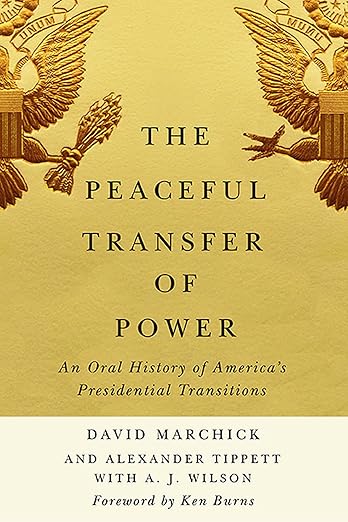 UNUM
PLU
THE
PEACEFUL
TRANSFER
OF
POWER
An Oral History of America's
Presidential Transitions
DAVID MARCHICK
AND ALEXANDER TIPPETT
WITH A. J. WILSON
Foreword by Ken Burns